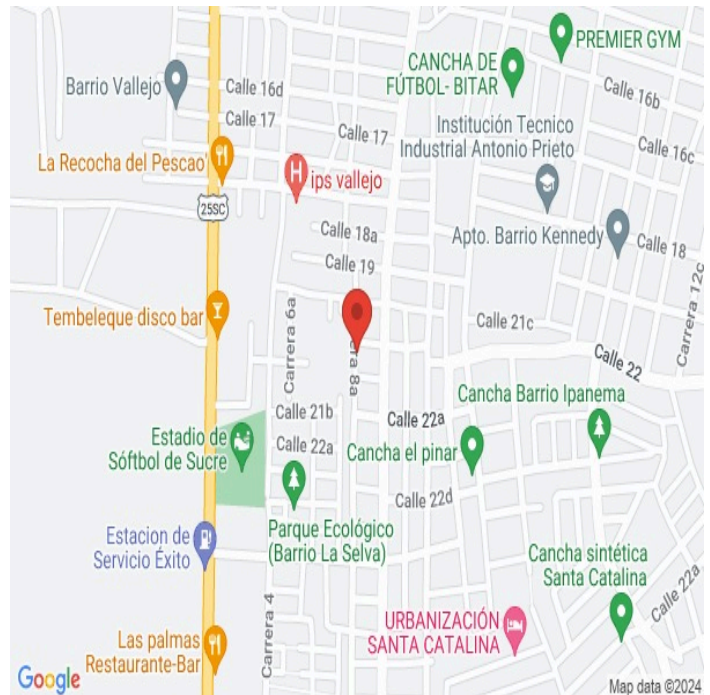 PREMIER GYM
CANCHA DE
FÚTBOL- BITAR
Calle 16d
Barrio Vallejo
Calle 16b
Calle 17
Calle 17
Institución Tecnico
Industrial Antonio Prieto
Calle 16c
La Recocha del Pescao'
ips vallejo
25SC
Calle 18a
Apto. Barrio Kennedy
Calle 18
Calle 19
Carrera 12c
Tembeleque disco bar
Carrera 6a
Calle 21c
era 8a
Calle 22
Cancha Barrio Ipanema
Calle 21b
Calle 22a
Estadio de
Sóftbol de Sucre
Calle 22a
Cancha el pinar
Calle 22d
Parque Ecológico
(Barrio La Selva)
Estacion de
Servicio Éxito
Cancha sintética
Santa Catalina
Calle 22a
Carrera 4
URBANIZACIÓN
SANTA CATALINA
Las palmas
Restaurante-Bar
Google
Map data ©2024